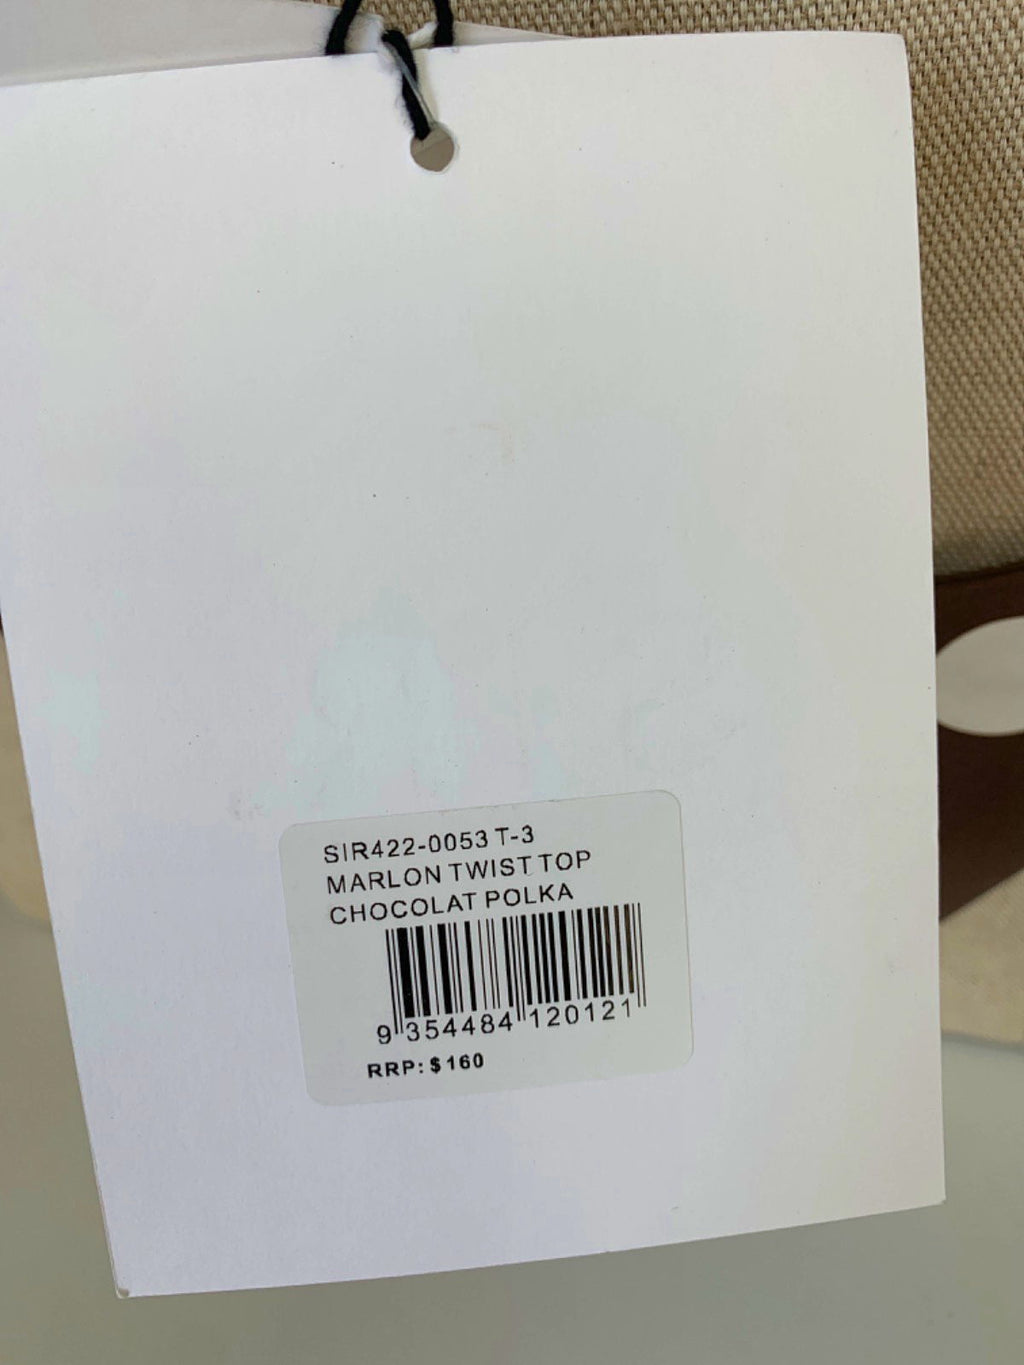 SIR422-0053 T-3
MARLON TWIST TOP
CHOCOLAT POLKA
9 354484 120121
RRP: $160